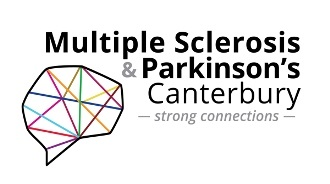 Multiple Sclerosis
& Parkinson's
Canterbury
— strong connections —